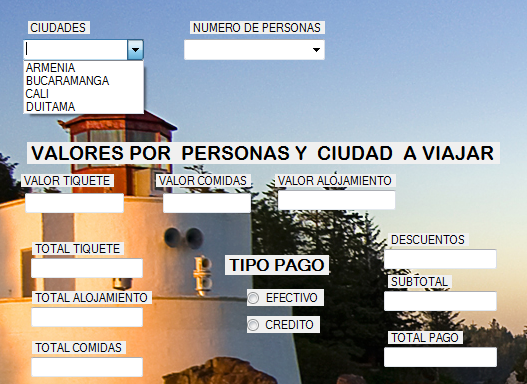 CIUDADES
NUMERO DE PERSONAS
ARMENIA
BUCARAMANGA
CALI
DUITAMA
VALORES POR PERSONAS Y CIUDAD A VIAJAR
VALOR TIQUETE
VALOR COMIDAS
VALOR ALOJAMIENTO
TOTAL TIQUETE
TIPO PAGO
DESCUENTOS
TOTAL ALOJAMIENTO
EFECTIVO
SUBTOTAL
CREDITO
TOTAL COMIDAS
TOTAL PAGO